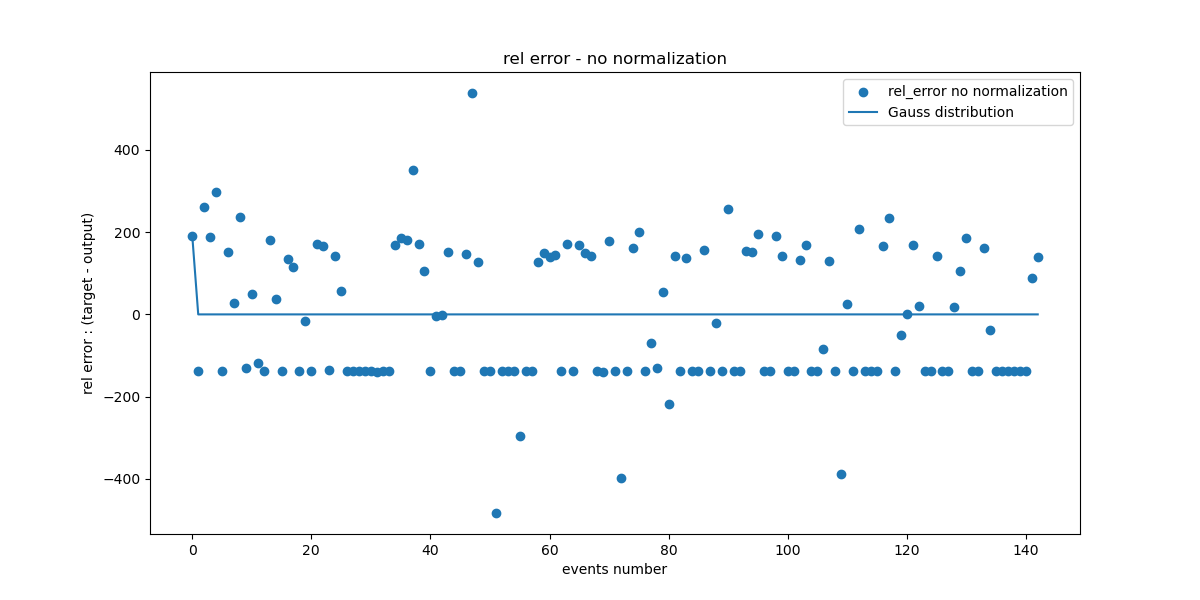 rel error - no normalization
rel_error no normalization
Gauss distribution
rel error : (target - output)
400
200
0
−200
−400
0 20 40 60 80 100 120 140
events number